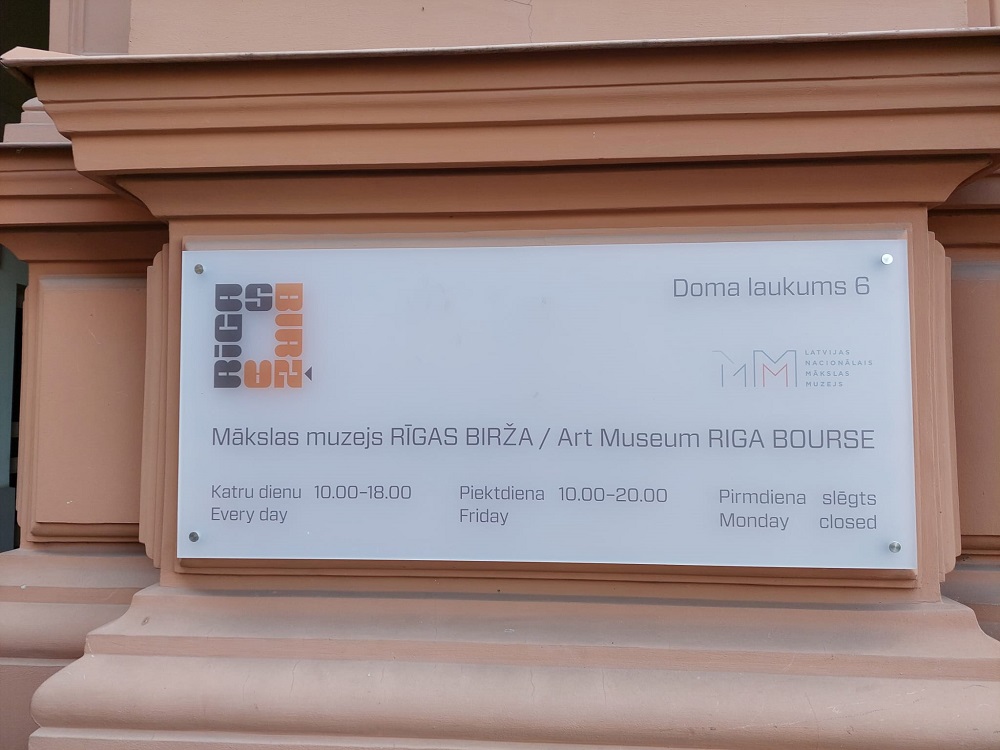 RīGAS
BIRŽA
Doma laukums 6
LATVIJAS
NACIONĀLAIS
MĀKSLAS
MUZEJS
Mākslas muzejs RĪGAS BIRŽA / Art Museum RIGA BOURSE
Katru dienu 10.00-18.00
Every day
Piektdiena 10.00-20.00
Friday
Pirmdiena slēgts
Monday closed